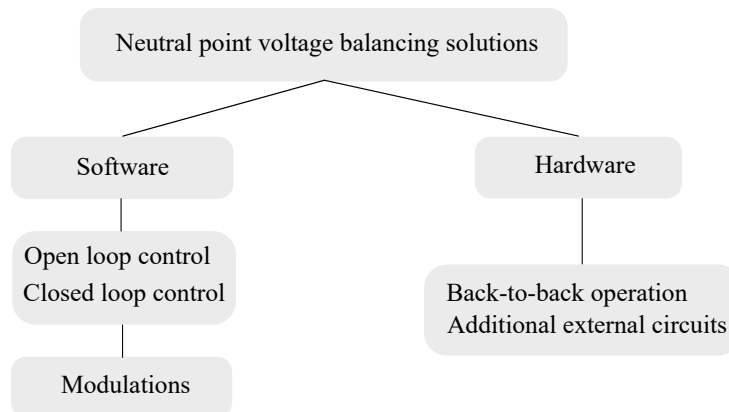 Neutral point voltage balancing solutions
Software
Hardware
Open loop control
Closed loop control
Back-to-back operation
Additional external circuits
Modulations